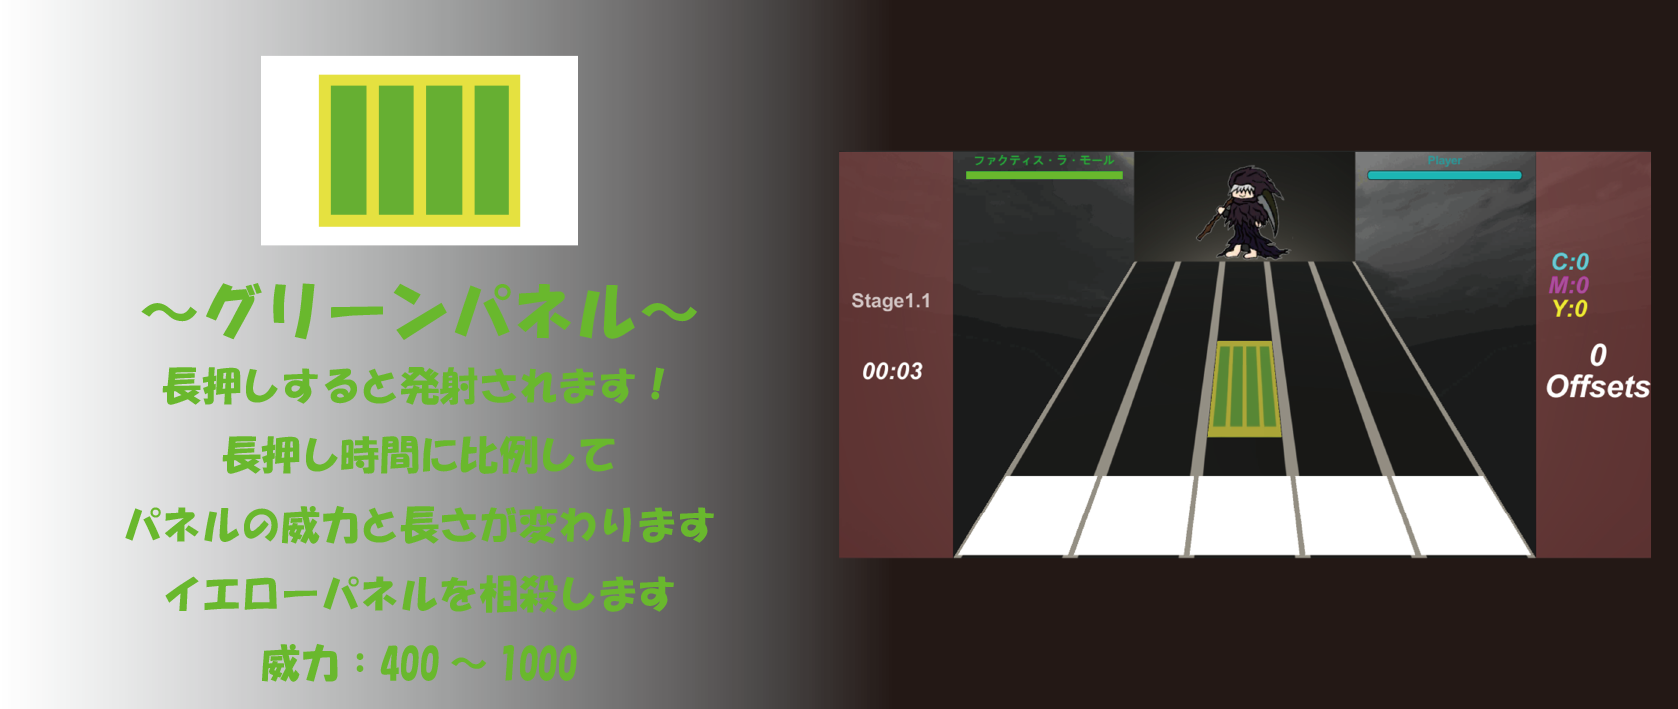 ～グリーンパネル～
長押しすると発射されます！
長押し時間に比例して
パネルの威力と長さが変わります
イエローパネルを相殺します
威力：400～1000
ファクティス・ラ・モール
Player
Stage1.1
00:03
C:0
M:0
Y:0
0
Offsets